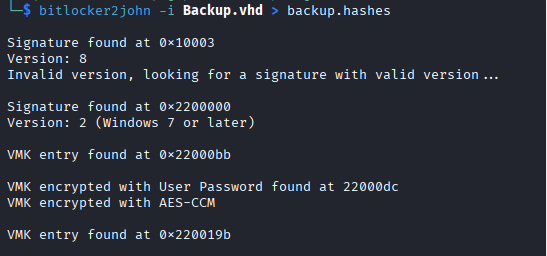 └─$ bitlocker2john -i Backup.vhd > backup.hashes
Signature found at 0×10003
Version: 8
Invalid version, looking for a signature with valid version...
Signature found at 0×2200000
Version: 2 (Windows 7 or later)
VMK entry found at 0×22000bb
VMK encrypted with User Password found at 22000dc
VMK encrypted with AES-CCM
VMK entry found at 0×220019b